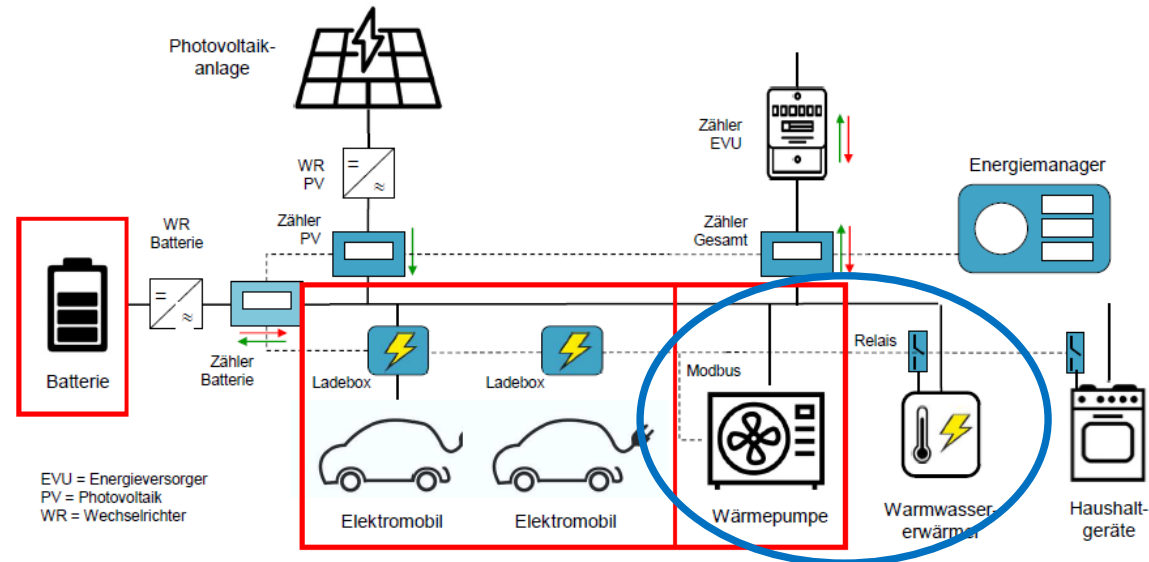 Photovoltaik-
anlage
Zähler
EVU
WR
PV
Energiemanager
WR
Batterie
Zähler
PV
Zähler
Gesamt
Batterie
Zähler
Batterie
Ladebox
Ladebox
Modbus
Relais
EVU = Energieversorger
PV = Photovoltaik
WR = Wechselrichter
Elektromobil
Elektromobil
Wärmepumpe
Warmwasser-
erwärmer
Haushalt-
geräte